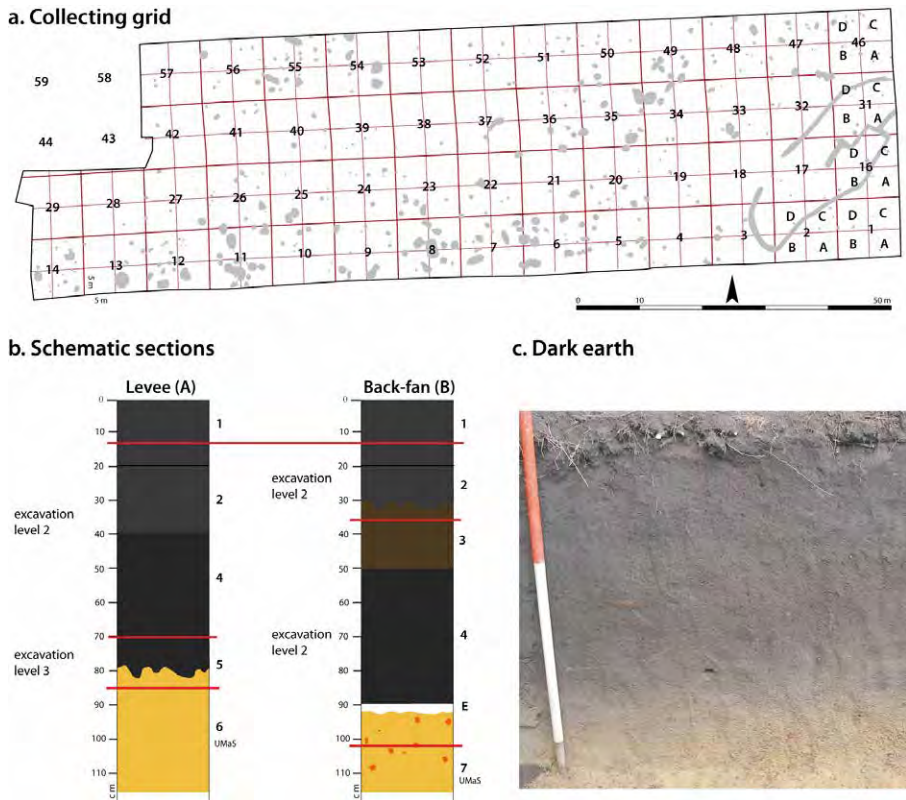 a. Collecting grid
59 58 57 56 55 54 53 52 51 50 49 48 47 46
D C
B A
44 43 42 41 40 39 38 37 36 35 34 33 32 31
D C
B A
29 28 27 26 25 24 23 22 21 20 19 18 17 16
D C
B A
14 13 12 11 10 9 8 7 6 5 4 3 2 1
D C D C
B A B A
5 m
5 m
0 10 50 m
b. Schematic sections
c. Dark earth
Levee (A)
0
10
20
30
40
50
60
70
80
90
100
110
cm
1
2
4
5
6
UMaS
excavation
level 2
excavation
level 3
Back-fan (B)
0
10
20
30
40
50
60
70
80
90
100
110
cm
1
2
3
4
E
7
UMaS
excavation
level 2
excavation
level 2